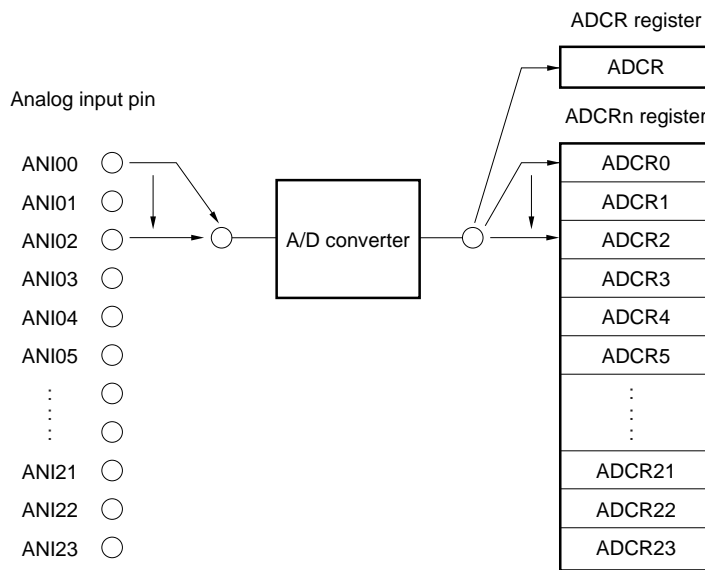 ADCR register
ADCR
Analog input pin
ADCRn register
ANI00
ANI01
ANI02
ANI03
ANI04
ANI05
ANI21
ANI22
ANI23
A/D converter
ADCR0
ADCR1
ADCR2
ADCR3
ADCR4
ADCR5
ADCR21
ADCR22
ADCR23